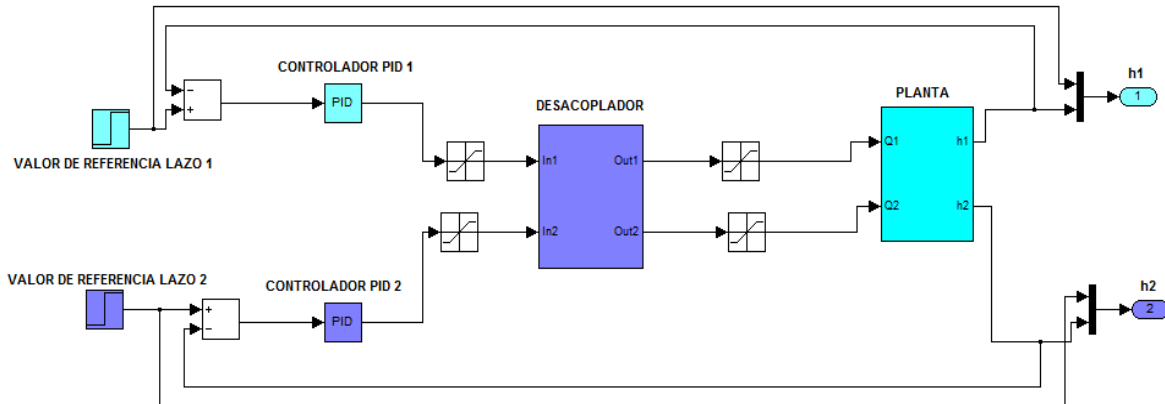 h1
CONTROLADOR PID 1
1
DESACOPLADOR
PLANTA
−
+
PID
VALOR DE REFERENCIA LAZO 1
In1
Out1
Q1
h1
In2
Out2
Q2
h2
VALOR DE REFERENCIA LAZO 2
CONTROLADOR PID 2
h2
+
−
PID
2